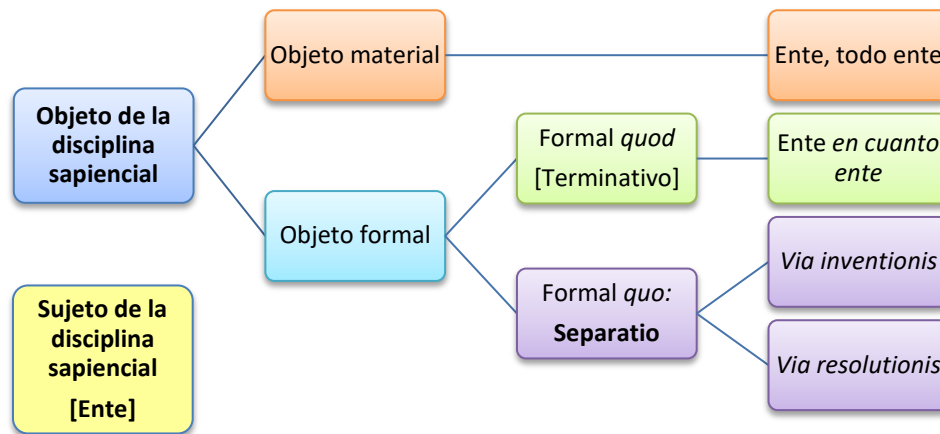 Objeto material
Ente, todo ente
Objeto de la
disciplina
sapiencial
Formal quod
[Terminativo]
Ente en cuanto
ente
Objeto formal
Via inventionis
Formal quo:
Separatio
Via resolutionis
Sujeto de la
disciplina
sapiencial
[Ente]